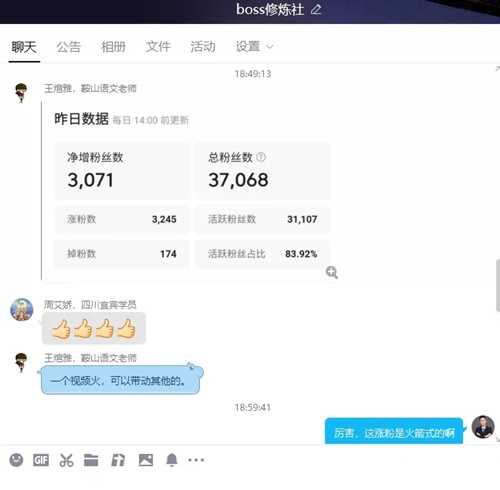 boss修炼社
聊天 公告 相册 文件 活动 设置
18:49:13
王煊雅，鞍山语文老师
昨日数据 每日 14:00 前更新
净增粉丝数 总粉丝数
3,071 37,068
涨粉数 3,245 活跃粉丝数 31,107
掉粉数 174 活跃粉丝占比 83.92%
周艾娇，四川宜宾学员
王煊雅，鞍山语文老师
一个视频火，可以带动其他的。
18:59:41
厉害，这涨粉是火箭式的啊
GIF